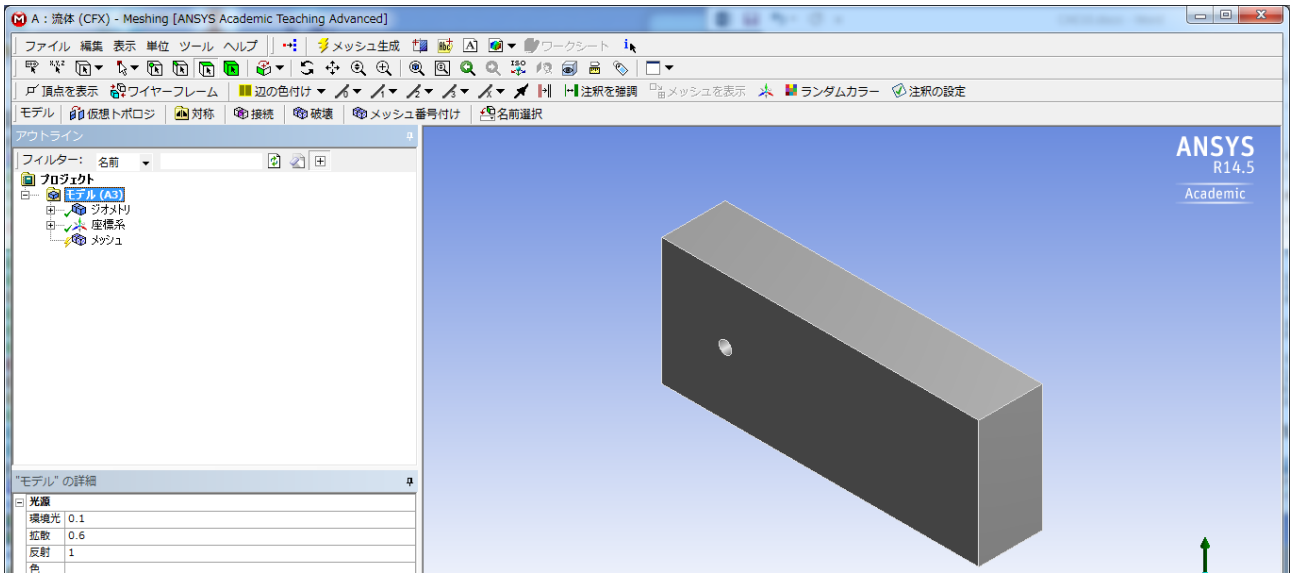 A : 流体 (CFX) - Meshing [ANSYS Academic Teaching Advanced]
ファイル 編集 表示 単位 ツール ヘルプ メッシュ生成 ワークシート
頂点を表示 ワイヤーフレーム 辺の色付け 注釈を強調 メッシュを表示 ランダムカラー 注釈の設定
モデル 仮想トポロジ 対称 接続 破壊 メッシュ番号付け 名前選択
アウトライン
フィルター: 名前
プロジェクト
モデル (A3)
ジオメトリ
座標系
メッシュ
"モデル" の詳細
光源
環境光 0.1
拡散 0.6
反射 1
色
ANSYS
R14.5
Academic